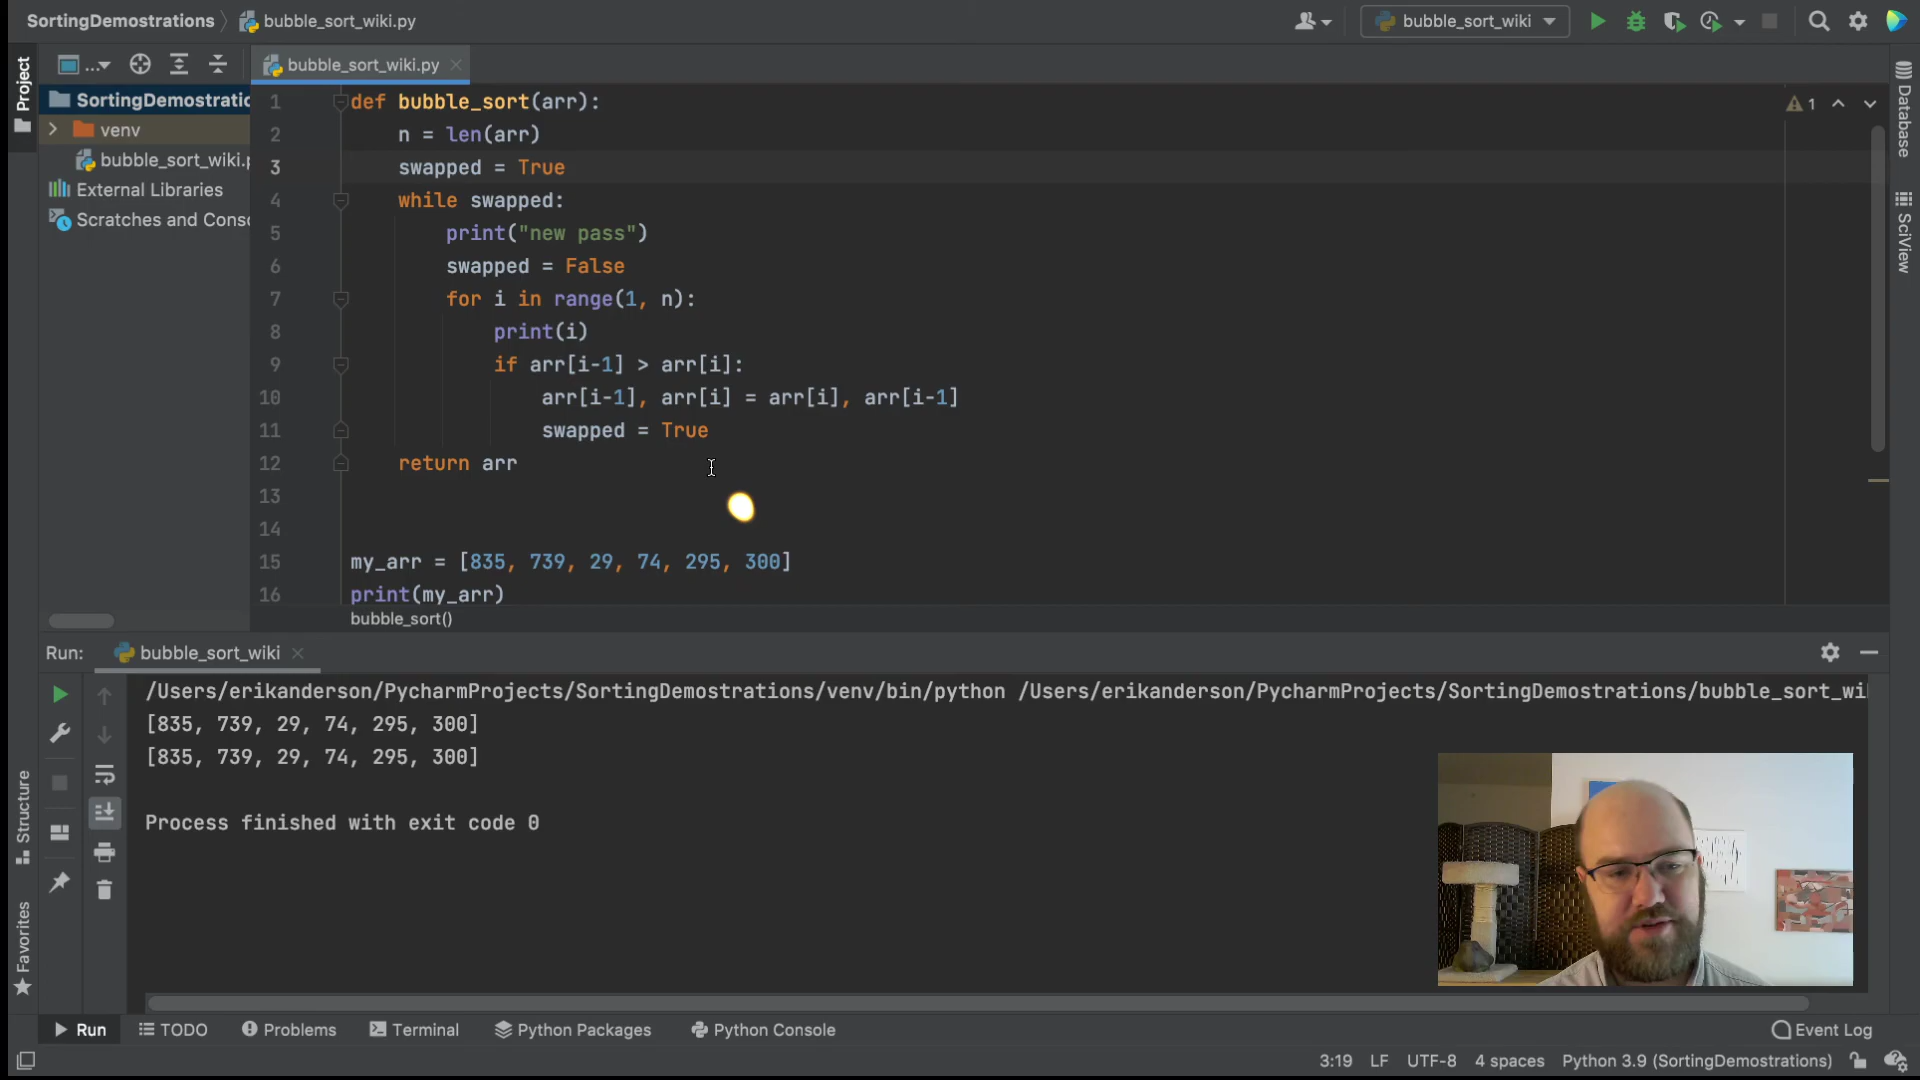 SortingDemostrations
bubble_sort_wiki.py
bubble_sort_wiki
Project
...
bubble_sort_wiki.py
SortingDemostratio
venv
bubble_sort_wiki.
External Libraries
Scratches and Conso
1 def bubble_sort(arr):
2 n = len(arr)
3 swapped = True
4 while swapped:
5 print("new pass")
6 swapped = False
7 for i in range(1, n):
8 print(i)
9 if arr[i-1] > arr[i]:
10 arr[i-1], arr[i] = arr[i], arr[i-1]
11 swapped = True
12 return arr
13
14
15 my_arr = [835, 739, 29, 74, 295, 300]
16 print(my_arr)
bubble_sort()
1
Database
SciView
Run:
bubble_sort_wiki
/Users/erikanderson/PycharmProjects/SortingDemostrations/venv/bin/python /Users/erikanderson/PycharmProjects/SortingDemostrations/bubble_sort_wi
[835, 739, 29, 74, 295, 300]
[835, 739, 29, 74, 295, 300]
Process finished with exit code 0
Structure
Favorites
Run
TODO
Problems
Terminal
Python Packages
Python Console
Event Log
3:19 LF UTF-8 4 spaces Python 3.9 (SortingDemostrations)